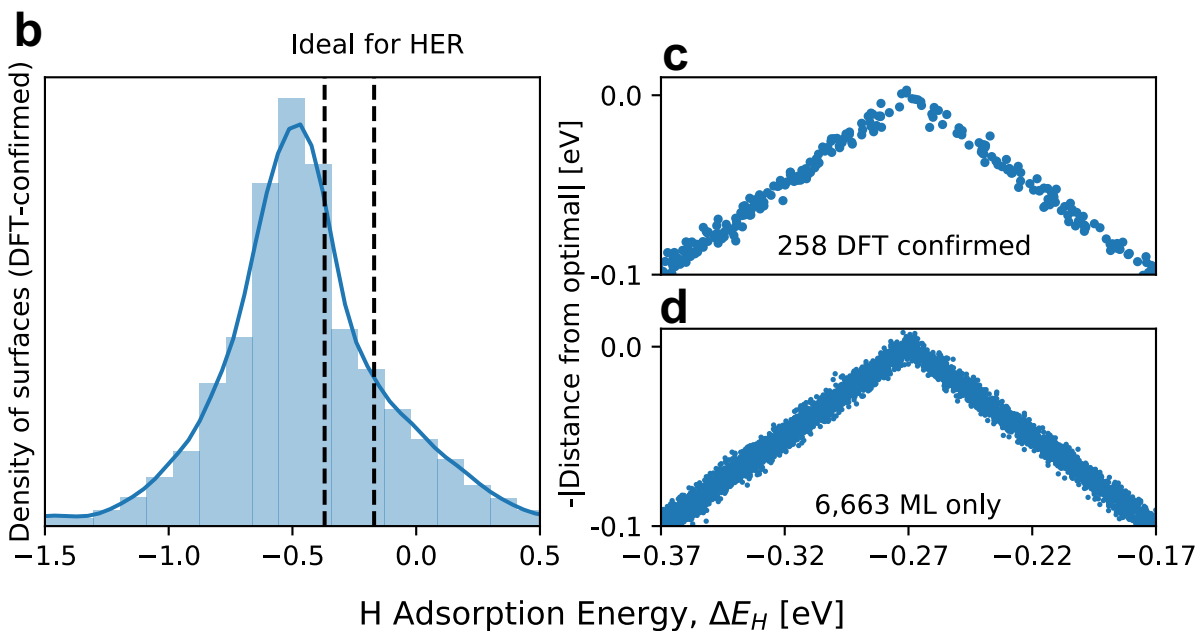 b
Ideal for HER
Density of surfaces (DFT-confirmed)
−1.5
−1.0
−0.5
0.0
0.5
c
-|Distance from optimal| [eV]
0.0
-0.1
258 DFT confirmed
d
0.0
-0.1
6,663 ML only
−0.37
−0.32
−0.27
−0.22
−0.17
H Adsorption Energy, ΔE_H [eV]